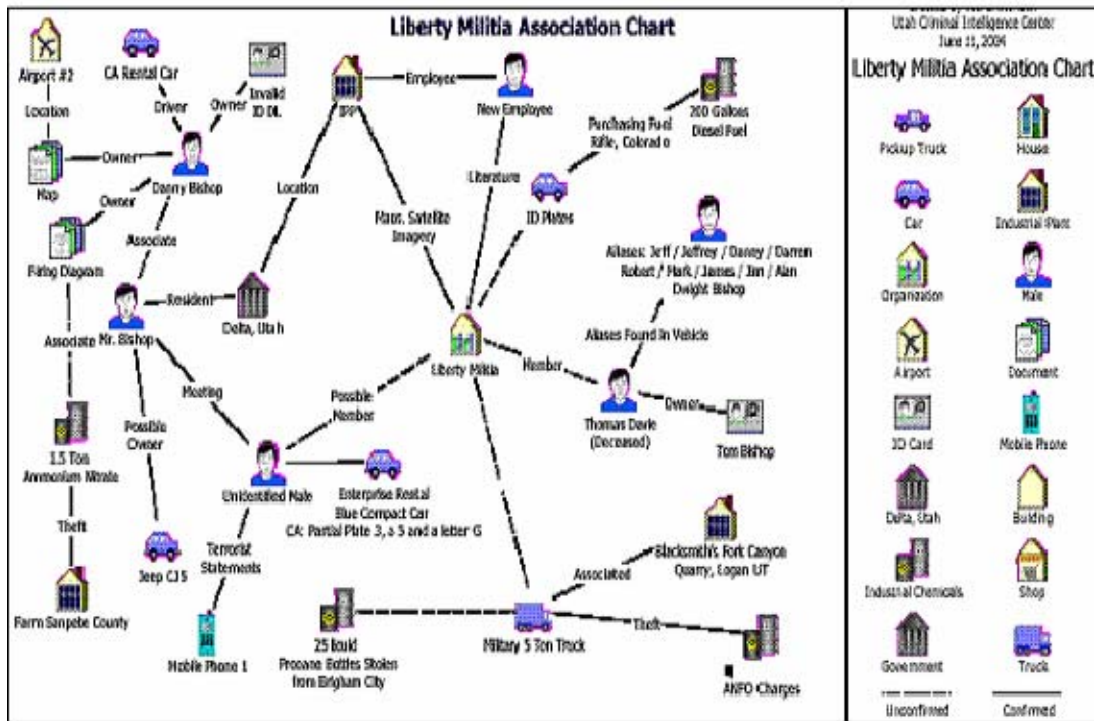 Liberty Militia Association Chart
Airport #2
CA Rental Car
Invalid
ID DL
IPP
Employee
New Employee
200 Gallons
Diesel Fuel
Location
Driver
Owner
Purchasing Fuel
Rifle, Colorado
Map
Owner
Danny Bishop
Location
Literature
ID Plates
Owner
Maps, Satellite
Imagery
Associate
Firing Diagram
Aliases: Jeff / Jeffrey / Danny / Darren
Robert / Mark / James / Jim / Alan
Dwight Bishop
Resident
Delta, Utah
Associate
Mr. Bishop
Aliases Found In Vehicle
Liberty Militia
Member
Meeting
Possible
Member
Thomas Davie
(Deceased)
Owner
Tom Bishop
Possible
Owner
1.5 Ton
Ammonium Nitrate
Unidentified Male
Enterprise Rental
Blue Compact Car
CA: Partial Plate 3, a 5 and a letter G
Theft
Terrorist
Statements
Jeep CJ 5
Blacksmith's Fork Canyon
Quarry, Logan UT
Associated
Farm Sanpete County
Mobile Phone 1
25
Propane Bottles Stolen
from Brigham City
Military 5 Ton Truck
Theft
ANFO Charges
Utah Criminal Intelligence Center
June 11, 2004
Liberty Militia Association Chart
Pickup Truck
House
Car
Industrial Plant
Organization
Male
Airport
Document
ID Card
Mobile Phone
Delta, Utah
Building
Industrial Chemicals
Shop
Government
Truck
Unconfirmed
Confirmed